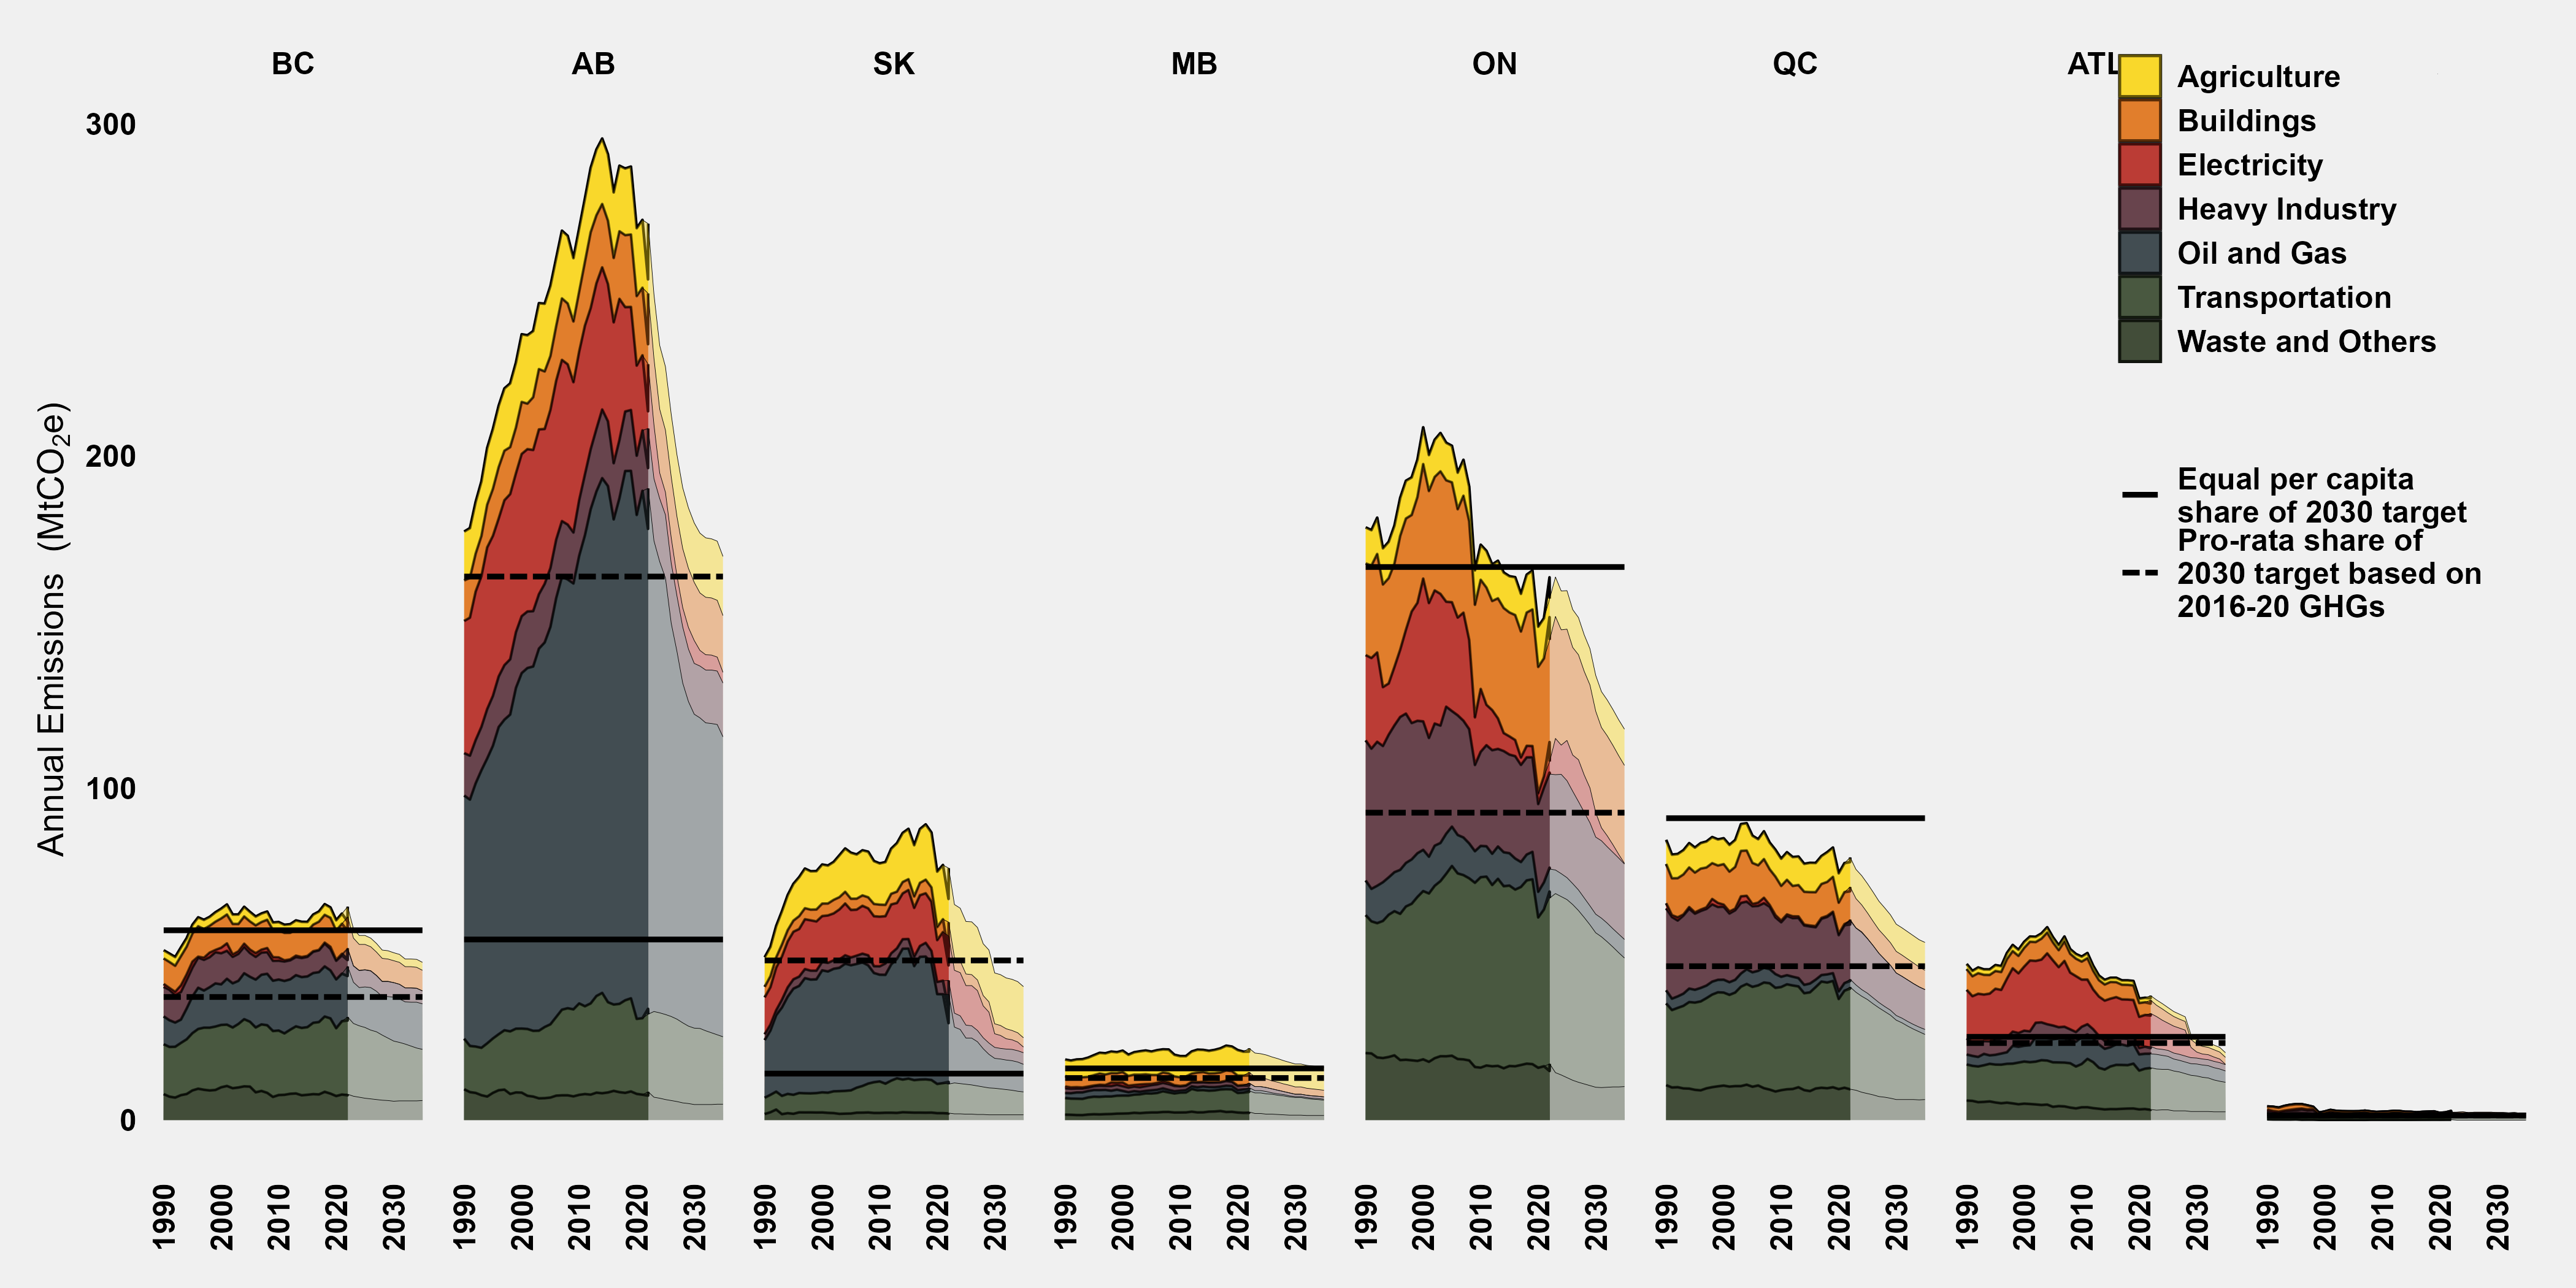 BC AB SK MB ON QC ATL
Agriculture
Buildings
Electricity
Heavy Industry
Oil and Gas
Transportation
Waste and Others
Equal per capita
share of 2030 target
Pro-rata share of
2030 target based on
2016-20 GHGs
Annual Emissions (MtCO₂e)
300
200
100
0
1990 2000 2010 2020 2030 1990 2000 2010 2020 2030 1990 2000 2010 2020 2030 1990 2000 2010 2020 2030 1990 2000 2010 2020 2030 1990 2000 2010 2020 2030 1990 2000 2010 2020 2030 1990 2000 2010 2020 2030